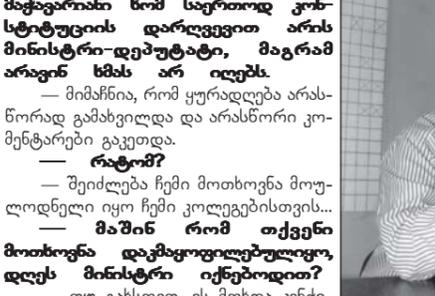 მაჭავარიანი ხომ საერთოდ კონ-
სტიტუციის დარღვევით არის
მინისტრი-დეპუტატი, მაგრამ
არავინ ხმას არ იღებს.
— მიმაჩნია, რომ ყურადღება არას-
წორად გამახვილდა და არასწორი კო-
მენტარები გაკეთდა.
— რატომ?
— შეიძლება ჩემი მოთხოვნა მოუ-
ლოდნელი იყო ჩემი კოლეგებისთვის...
— მაშინ რომ თქვენი
მოთხოვნა დაკმაყოფილებულიყო,
დღეს მინისტრი იქნებოდით?